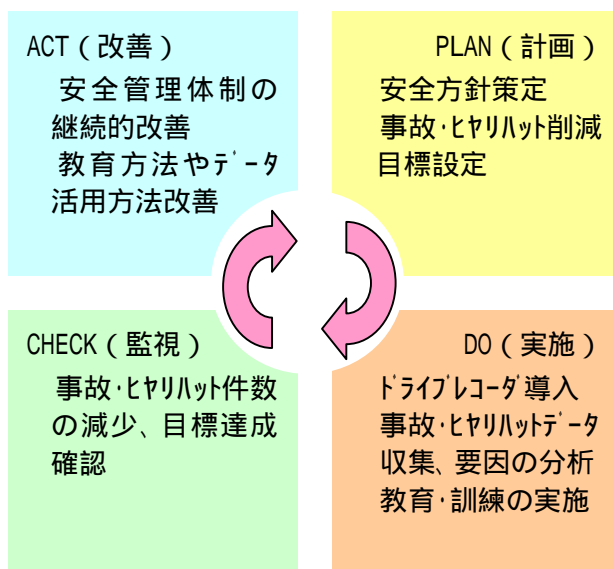 ACT（改善）
安全管理体制の
継続的改善
教育方法やﾃﾞｰﾀ
活用方法改善
PLAN（計画）
安全方針策定
事故･ﾋﾔﾘﾊｯﾄ削減
目標設定
CHECK（監視）
事故･ﾋﾔﾘﾊｯﾄ件数
の減少、目標達成
確認
DO（実施）
ﾄﾞﾗｲﾌﾞﾚｺｰﾀﾞ導入
事故･ﾋﾔﾘﾊｯﾄﾃﾞｰﾀ
収集、要因の分析
教育･訓練の実施